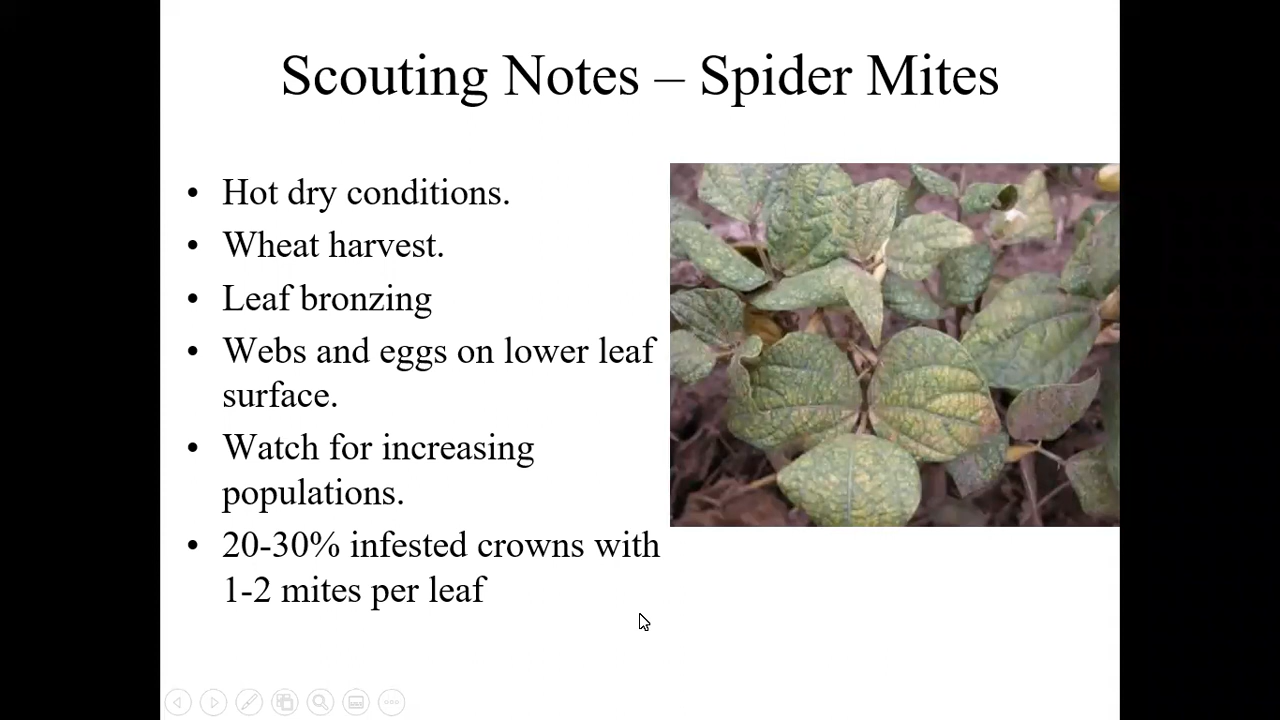 Scouting Notes – Spider Mites
• Hot dry conditions.
• Wheat harvest.
• Leaf bronzing
• Webs and eggs on lower leaf
surface.
• Watch for increasing
populations.
• 20-30% infested crowns with
1-2 mites per leaf